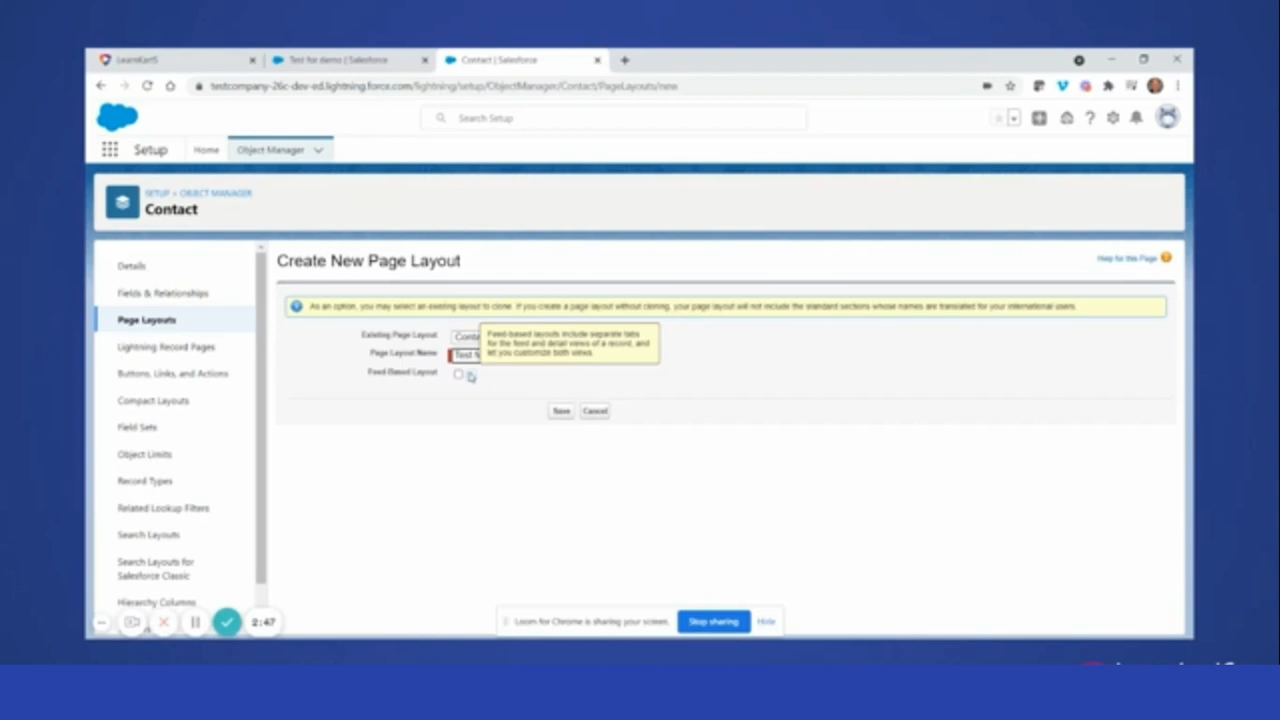 LearnKartS
Test for demo | Salesforce
Contact | Salesforce
testcompany-26c-dev-ed.lightning.force.com/lightning/setup/ObjectManager/Contact/PageLayouts/new
Search Setup
Setup
Home
Object Manager
SETUP > OBJECT MANAGER
Contact
Details
Fields & Relationships
Page Layouts
Lightning Record Pages
Buttons, Links, and Actions
Compact Layouts
Field Sets
Object Limits
Record Types
Related Lookup Filters
Search Layouts
Search Layouts for
Salesforce Classic
Hierarchy Columns
Create New Page Layout
Help for this Page
As an option, you may select an existing layout to clone. If you create a page layout without cloning, your page layout will not include the standard sections whose names are translated for your international users.
Existing Page Layout
Page Layout Name
Test
Feed-Based Layout
Feed-based layouts include separate tabs
for the feed and detail views of a record, and
let you customize both views.
Save
Cancel
2:47
Loom for Chrome is sharing your screen.
Stop sharing
Hide